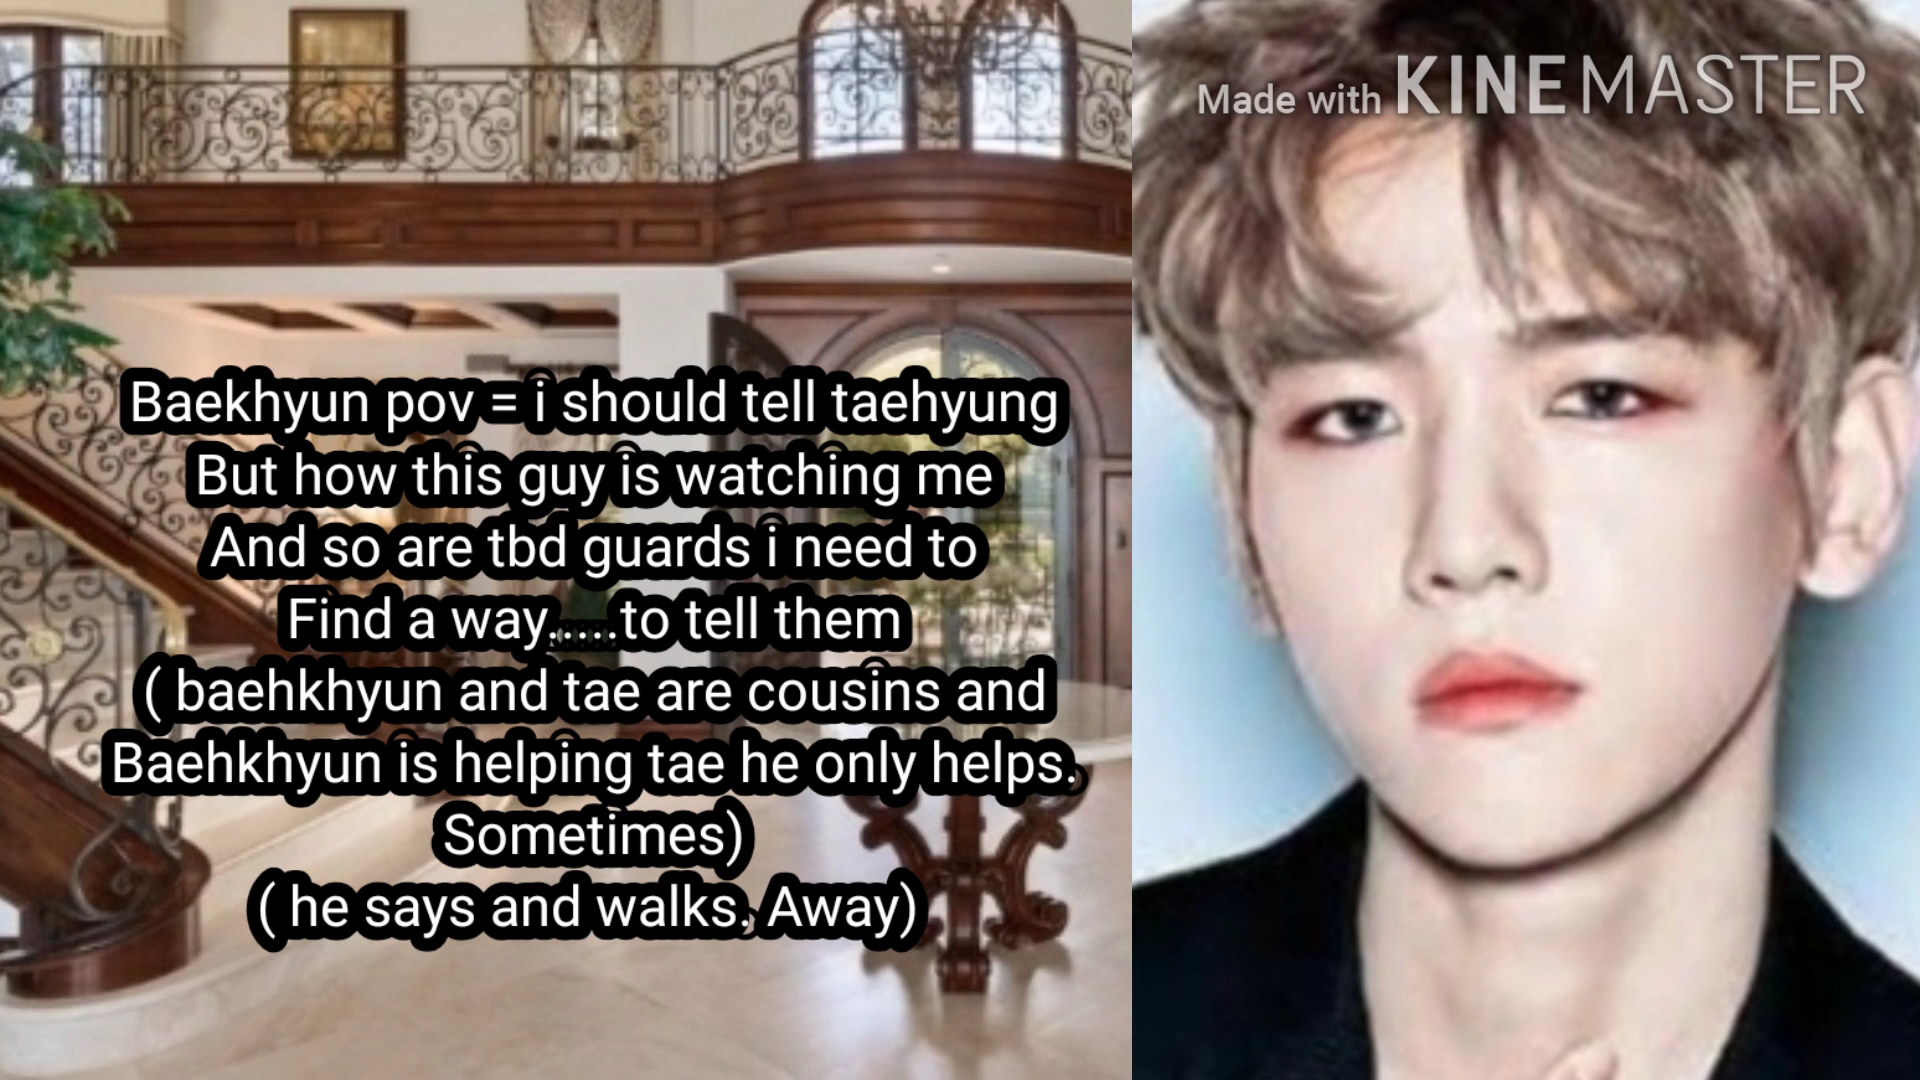 Made with KINEMASTER
Baekhyun pov = i should tell taehyung
But how this guy is watching me
And so are tbd guards i need to
Find a way.....to tell them
( baehkhyun and tae are cousins and
Baehkhyun is helping tae he only helps.
Sometimes)
( he says and walks. Away)